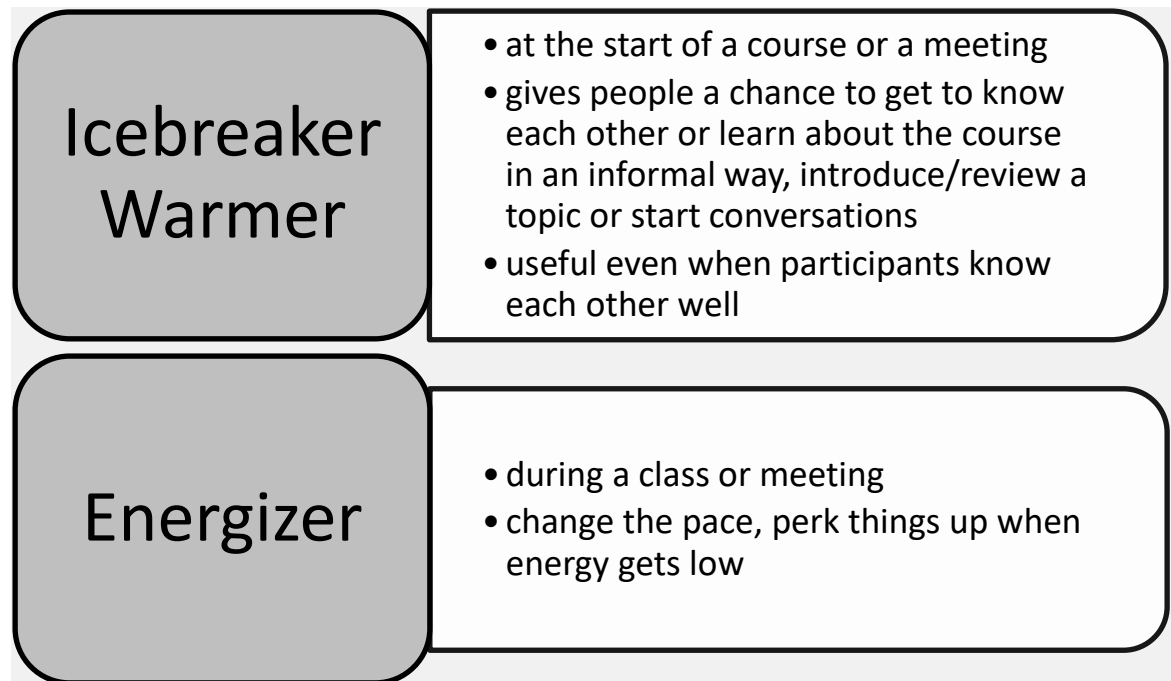 Icebreaker
Warmer
• at the start of a course or a meeting
• gives people a chance to get to know
each other or learn about the course
in an informal way, introduce/review a
topic or start conversations
• useful even when participants know
each other well
Energizer
• during a class or meeting
• change the pace, perk things up when
energy gets low